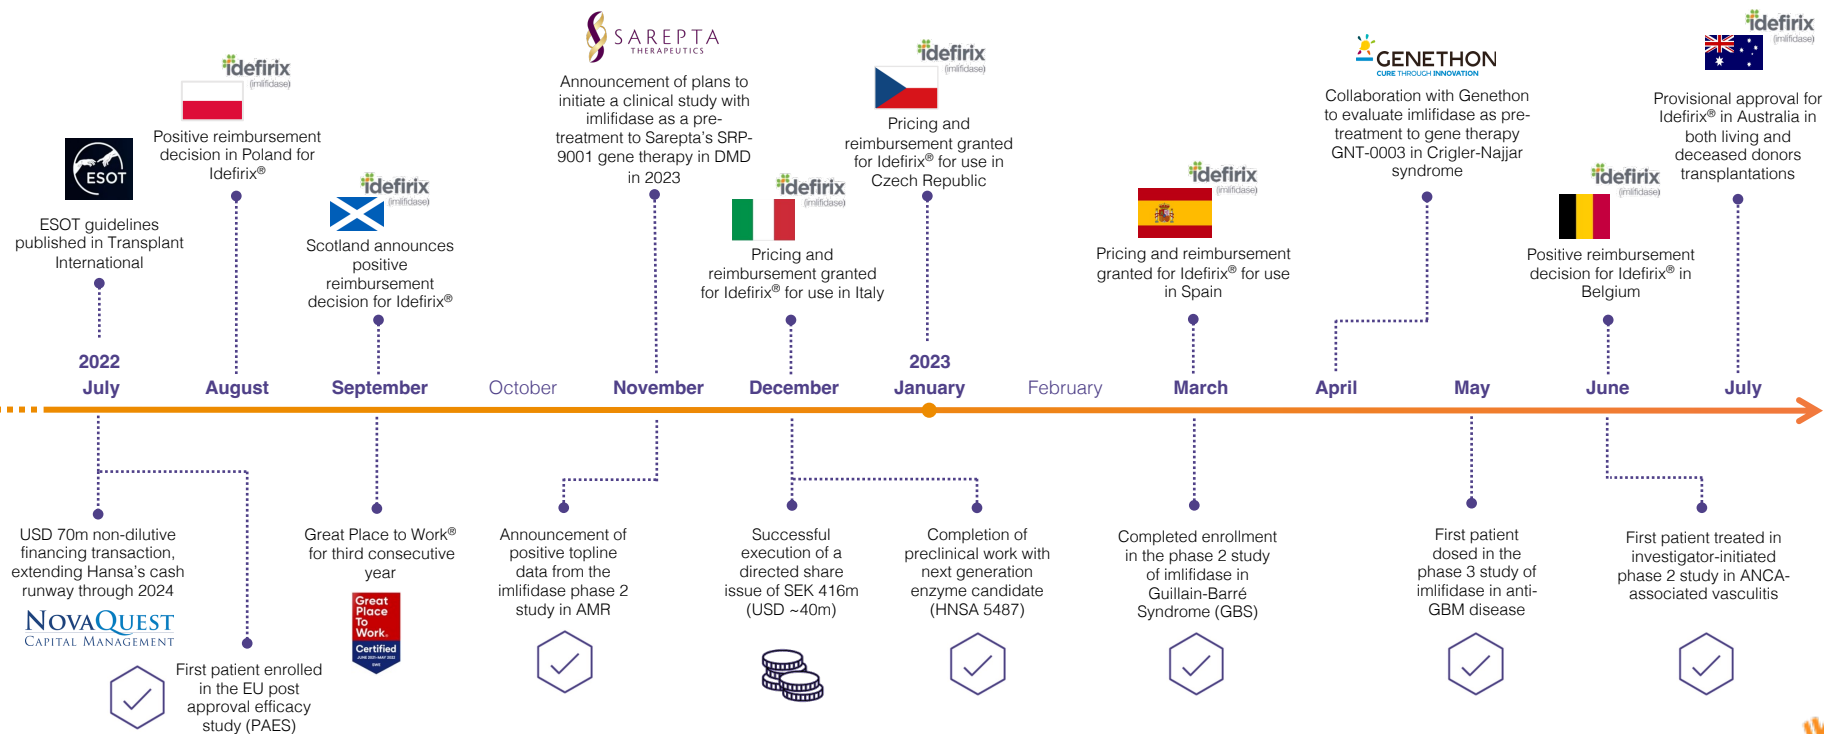 ESOT
ESOT guidelines
published in Transplant
International
idefirix
(imlifidase)
Positive reimbursement
decision in Poland for
Idefirix®
idefirix
(imlifidase)
Scotland announces
positive
reimbursement
decision for Idefirix®
SAREPTA
THERAPEUTICS
Announcement of plans to
initiate a clinical study with
imlifidase as a pre-
treatment to Sarepta's SRP-
9001 gene therapy in DMD
in 2023
idefirix
(imlifidase)
Pricing and
reimbursement granted
for Idefirix® for use in Italy
idefirix
(imlifidase)
Pricing and
reimbursement granted
for Idefirix® for use in
Czech Republic
idefirix
(imlifidase)
Pricing and reimbursement
granted for Idefirix® for use
in Spain
GENETHON
CURE THROUGH INNOVATION
Collaboration with Genethon
to evaluate imlifidase as pre-
treatment to gene therapy
GNT-0003 in Crigler-Najjar
syndrome
idefirix
(imlifidase)
Positive reimbursement
decision for Idefirix® in
Belgium
idefirix
(imlifidase)
Provisional approval for
Idefirix® in Australia in
both living and
deceased donors
transplantations
2022
July
August
September
October
November
December
2023
January
February
March
April
May
June
July
USD 70m non-dilutive
financing transaction,
extending Hansa's cash
runway through 2024
NOVAQUEST
CAPITAL MANAGEMENT
First patient enrolled
in the EU post
approval efficacy
study (PAES)
Great Place to Work®
for third consecutive
year
Great
Place
To
Work.
Certified
JUNE 2021-MAY 2022
SWE
Announcement of
positive topline
data from the
imlifidase phase 2
study in AMR
Successful
execution of a
directed share
issue of SEK 416m
(USD ~40m)
Completion of
preclinical work with
next generation
enzyme candidate
(HNSA 5487)
Completed enrollment
in the phase 2 study
of imlifidase in
Guillain-Barré
Syndrome (GBS)
First patient
dosed in the
phase 3 study of
imlifidase in anti-
GBM disease
First patient treated in
investigator-initiated
phase 2 study in ANCA-
associated vasculitis